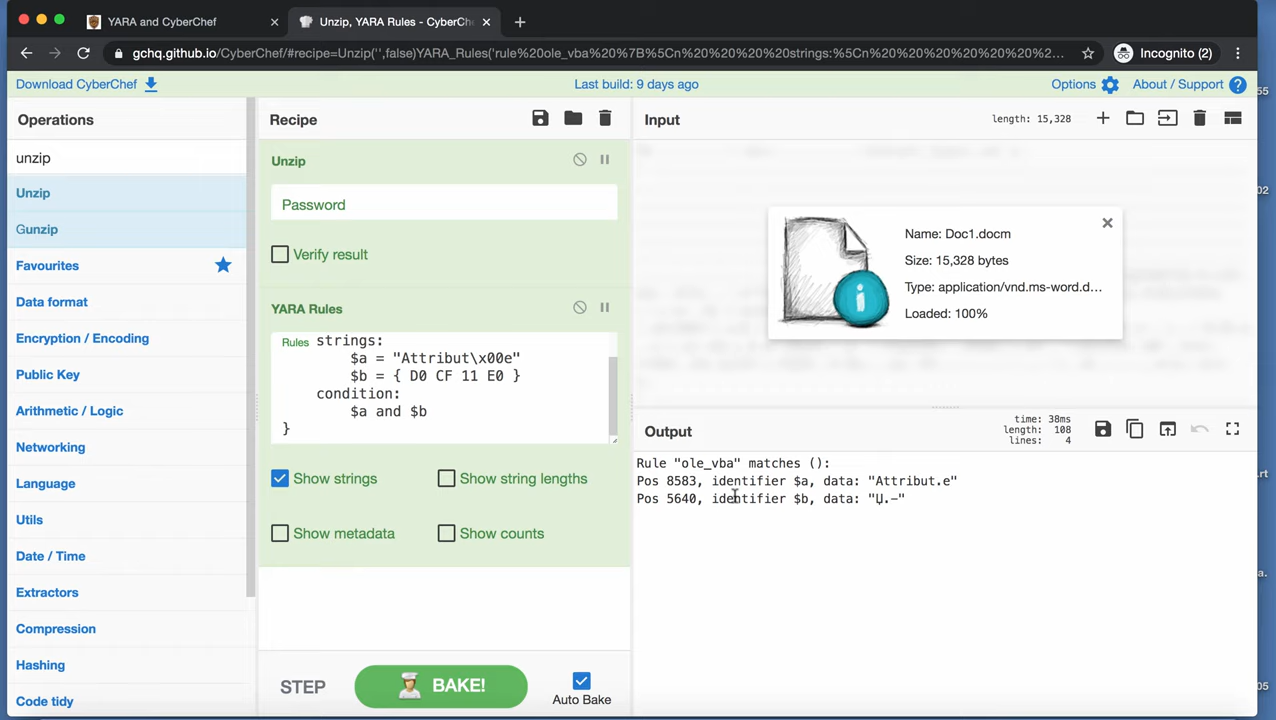 YARA and CyberChef
Unzip, YARA Rules - CyberCh
gchq.github.io/CyberChef/#recipe=Unzip('',false)YARA_Rules('rule%20ole_vba%20%7B%5Cn%20%20%20%20strings:%5Cn%20%20%20%20%20%20%20%...
Incognito (2)
Download CyberChef
Last build: 9 days ago
Options
About / Support
Operations
unzip
Unzip
Gunzip
Favourites
Data format
Encryption / Encoding
Public Key
Arithmetic / Logic
Networking
Language
Utils
Date / Time
Extractors
Compression
Hashing
Code tidy
Recipe
Unzip
Password
Verify result
YARA Rules
Rules
strings:
$a = "Attribut\x00e"
$b = { D0 CF 11 E0 }
condition:
$a and $b
}
Show strings
Show string lengths
Show metadata
Show counts
STEP
BAKE!
Auto Bake
Input
length: 15,328
Name: Doc1.docm
Size: 15,328 bytes
Type: application/vnd.ms-word.d...
Loaded: 100%
Output
time: 38ms
length: 108
lines: 4
Rule "ole_vba" matches ():
Pos 8583, identifier $a, data: "Attribut.e"
Pos 5640, identifier $b, data: